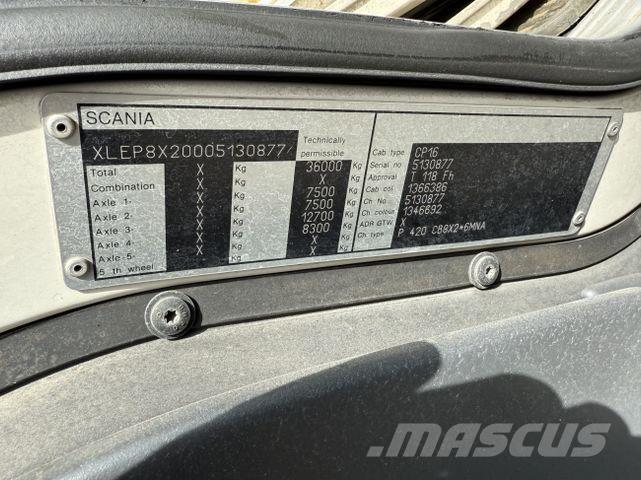 SCANIA
XLEP8X20005130877
Technically permissible
Total X Kg 36000 Kg
Combination X Kg X Kg
Axle 1- X Kg 7500 Kg
Axle 2 X Kg 7500 Kg
Axle 3- X Kg 12700 Kg
Axle 4- X Kg 8300 Kg
Axle -5- X Kg X Kg
5 th wheel X Kg X Kg
Cab type CP16
Serial no 5130877
Approval T 118 Fh
Cab col. 1366386
Ch No 5130877
Ch. colour 1346692
ADR GTW X
Ch. type P 420 CB8X2*6MNA
MASCUS